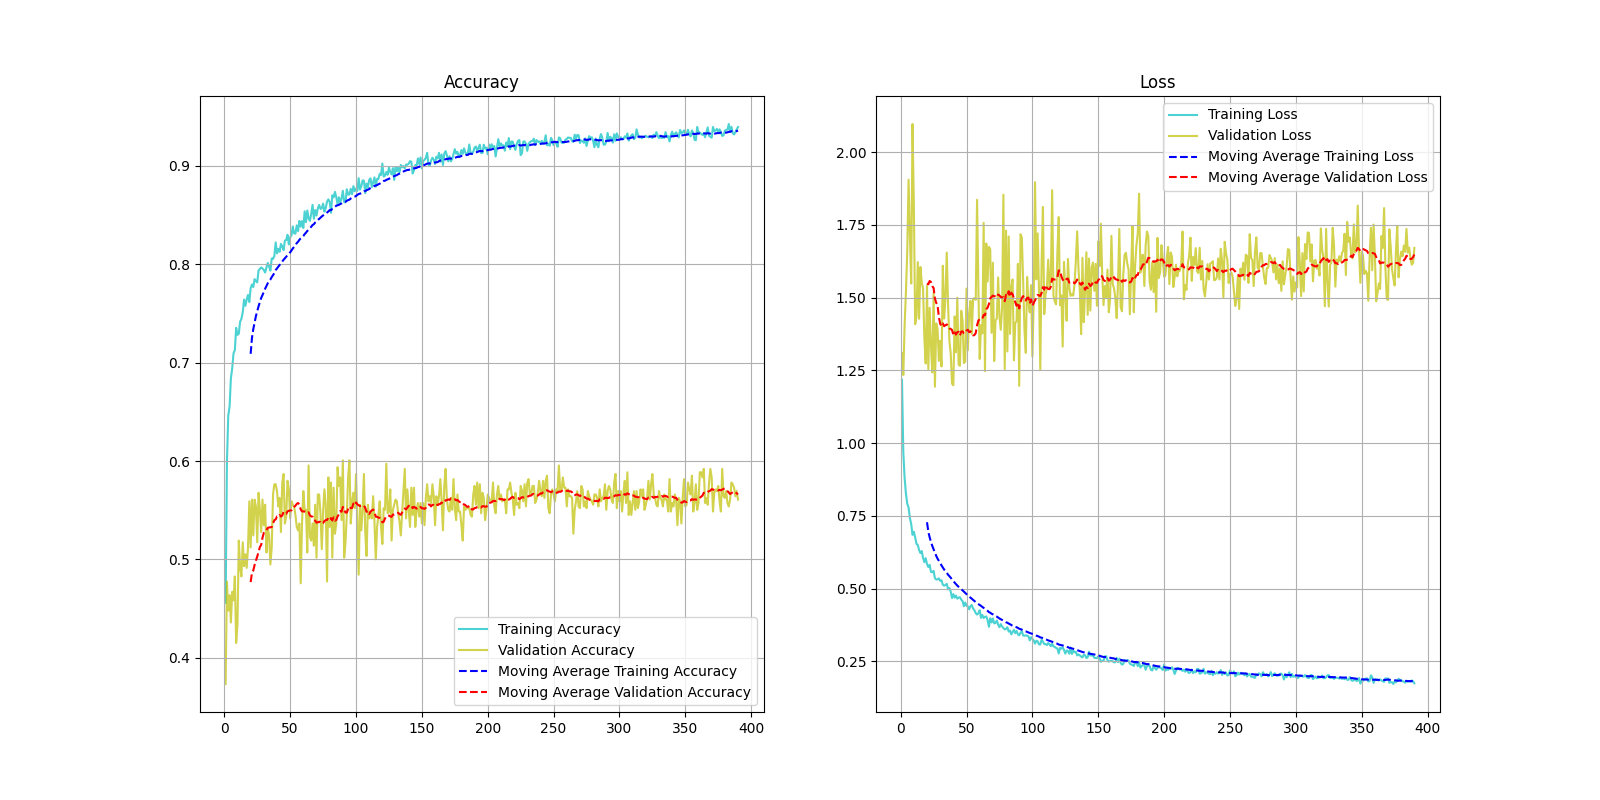 Accuracy
0.9
0.8
0.7
0.6
0.5
0.4
Training Accuracy
Validation Accuracy
Moving Average Training Accuracy
Moving Average Validation Accuracy
0 50 100 150 200 250 300 350 400
Loss
2.00
1.75
1.50
1.25
1.00
0.75
0.50
0.25
Training Loss
Validation Loss
Moving Average Training Loss
Moving Average Validation Loss
0 50 100 150 200 250 300 350 400